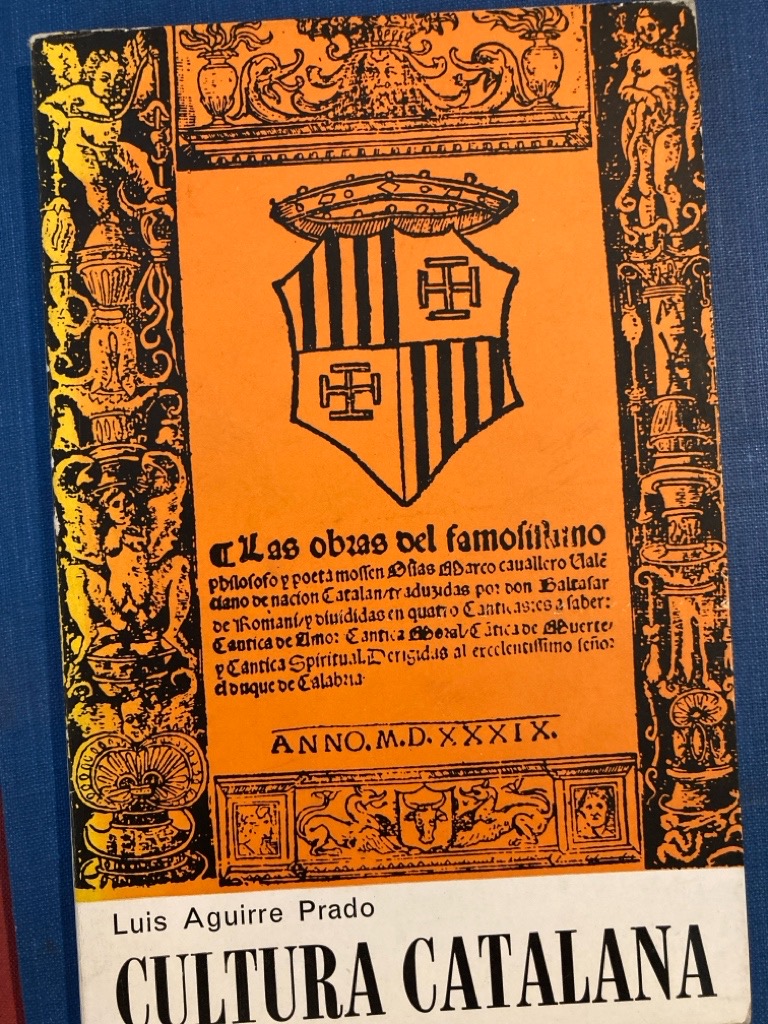 Las obras del famosissimo
philosofo y poeta mossen Osias Marco cauallero Valē
ciano de nacion Catalan/traduzidas por don Baltasar
de Romani/y diuididas en quatro Canticas:es a saber:
Cantica de Amor: Cantica Moral/Cātica de Muerte/
y Cantica Spiritual. Derigidas al excelentissimo señor
el duque de Calabria.
ANNO.M.D.XXXIX.
Luis Aguirre Prado
CULTURA CATALANA